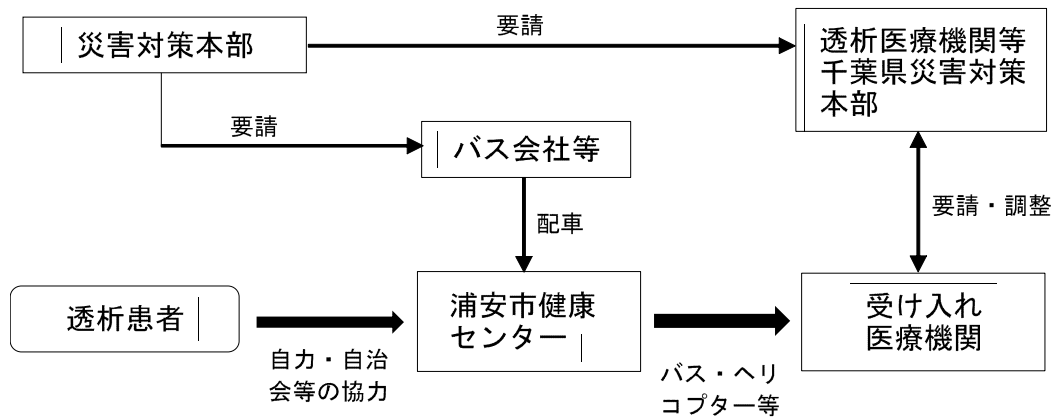 災害対策本部
要請
透析医療機関等
千葉県災害対策
本部
要請
バス会社等
配車
要請・調整
透析患者
自力・自治
会等の協力
浦安市健康
センター
バス・ヘリ
コプター等
受け入れ
医療機関